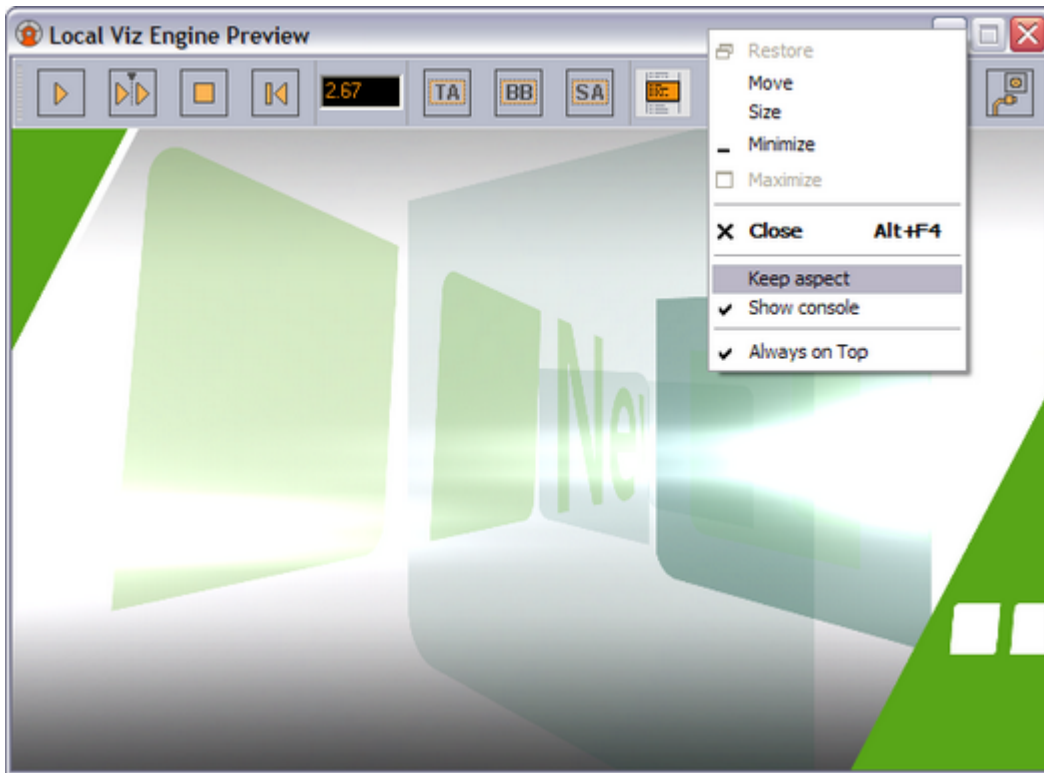 Local Viz Engine Preview
2.67
TA
BB
SA
Restore
Move
Size
Minimize
Maximize
Close Alt+F4
Keep aspect
Show console
Always on Top